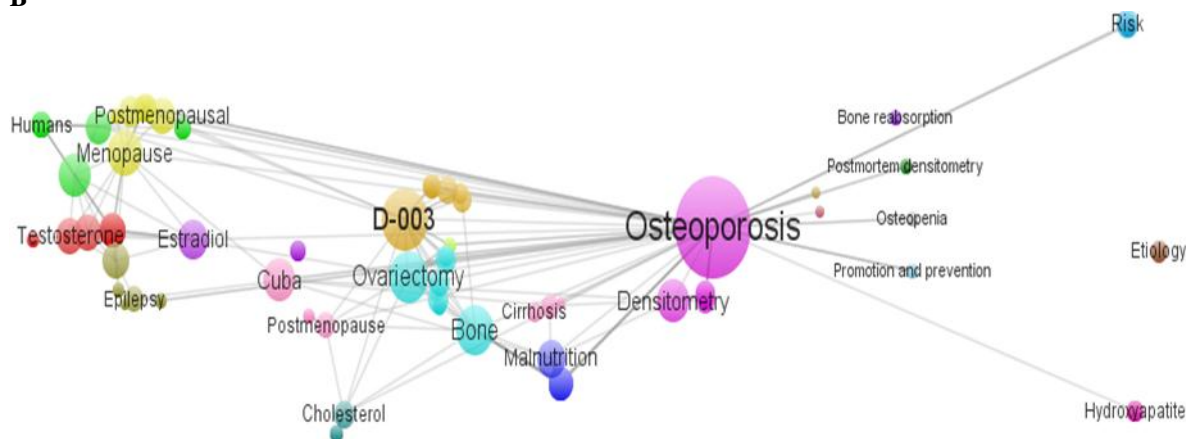 B
Risk
Postmenopausal
Humans
Bone reabsorption
Menopause
Postmortem densitometry
D-003
Osteoporosis
Osteopenia
Testosterone
Estradiol
Etiology
Cuba
Ovariectomy
Promotion and prevention
Epilepsy
Densitometry
Cirrhosis
Postmenopause
Bone
Malnutrition
Cholesterol
Hydroxyapatite